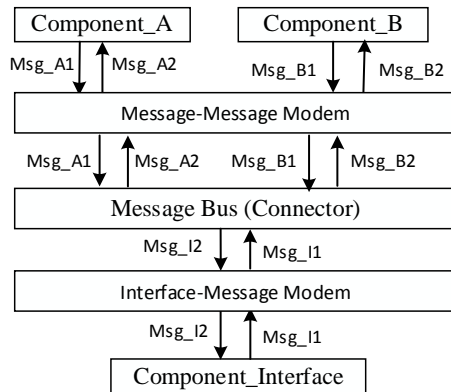 Component_A Component_B
Msg_A1 Msg_A2 Msg_B1 Msg_B2
Message-Message Modem
Msg_A1 Msg_A2 Msg_B1 Msg_B2
Message Bus (Connector)
Msg_I2 Msg_I1
Interface-Message Modem
Msg_I2 Msg_I1
Component_Interface